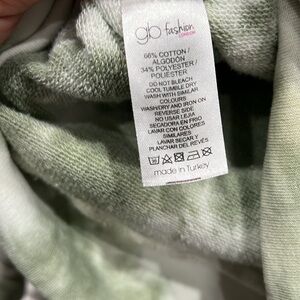 gb fashion
LONDON
66% COTTON /
ALGODÓN
34% POLYESTER /
POLIÉSTER
DO NOT BLEACH
COOL TUMBLE DRY
WASH WITH SIMILAR
COLOURS
WASH/DRY AND IRON ON
REVERSE SIDE
NO USAR LEJIA
SECADORA EN FRÍO
LAVAR CON COLORES
SIMILARES
LAVAR SECAR Y
PLANCHAR DEL REVÉS
made in Turkey